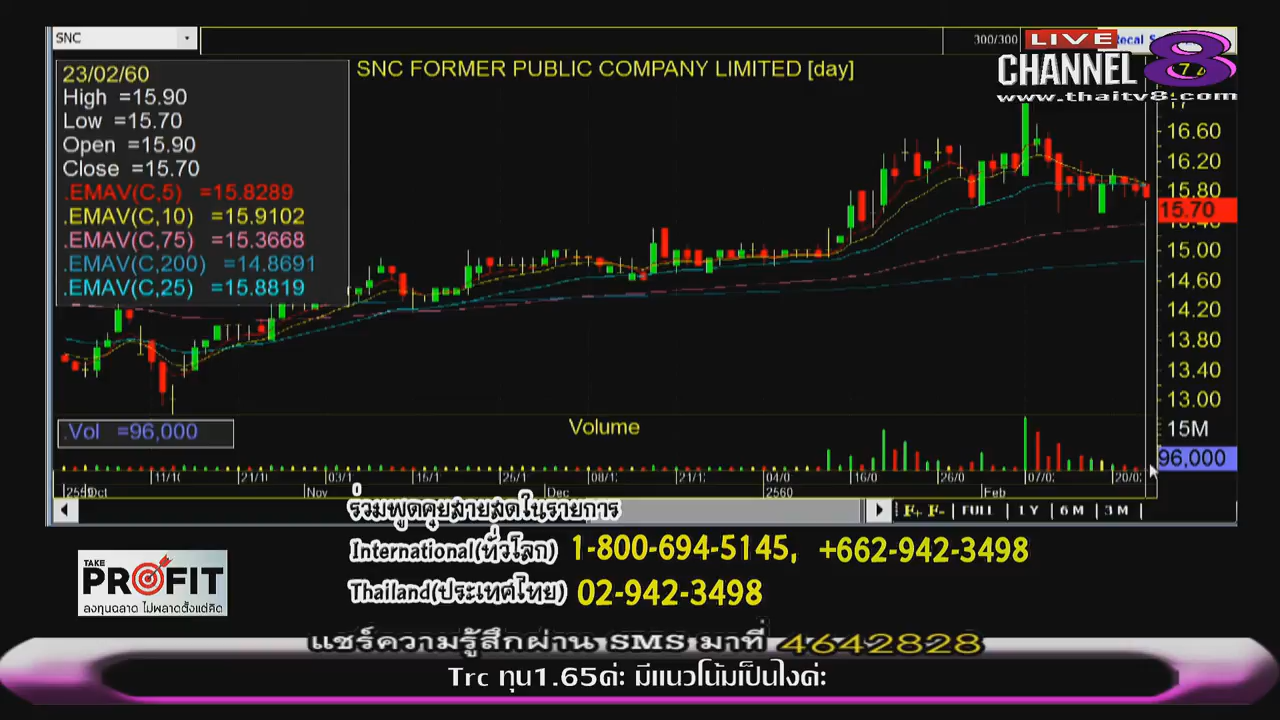 SNC
300/300
LIVE
CHANNEL 8
www.thaitv8.com
SNC FORMER PUBLIC COMPANY LIMITED [day]
23/02/60
High =15.90
Low =15.70
Open =15.90
Close =15.70
.EMAV(C,5) =15.8289
.EMAV(C,10) =15.9102
.EMAV(C,75) =15.3668
.EMAV(C,200) =14.8691
.EMAV(C,25) =15.8819
17
16.60
16.20
15.80
15.70
15.40
15.00
14.60
14.20
13.80
13.40
13.00
.Vol =96,000
Volume
15M
96,000
11/10 21/10 03/1 15/1 25/1 08/1 21/1 04/0 16/0 26/0 07/0 20/0
2559 Oct Nov Dec 2560 Feb
F+ F- FULL 1 Y 6 M 3 M
ร่วมพูดคุยสายสดในรายการ
International(ทั่วโลก) 1-800-694-5145, +662-942-3498
Thailand(ประเทศไทย) 02-942-3498
TAKE
PROFIT
ลงทุนฉลาด ไม่พลาดตั้งแต่คิด
แชร์ความรู้สึกผ่าน SMS มาที่ 4642828
Trc ทุน1.65ค่ะ มีแนวโน้มเป็นไงค่ะ